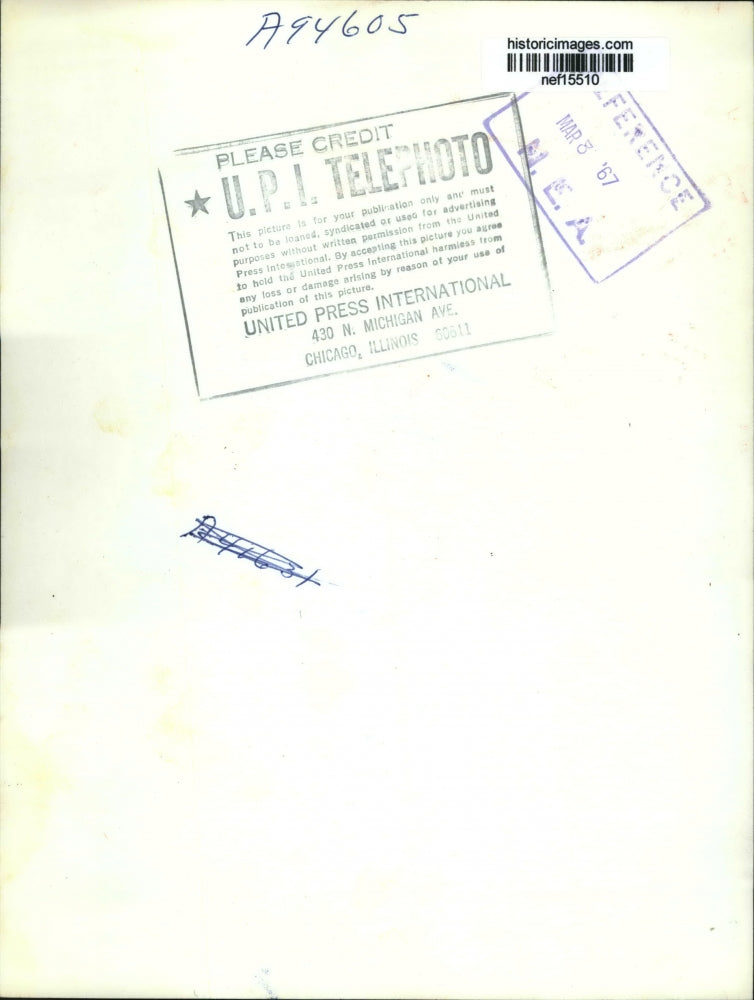 A94605
historicimages.com
nef15510
REFERENCE
MAR 3 '67
N. E. A.
PLEASE CREDIT
★ U.P.I. TELEPHOTO
This picture is for your publication only and must
not to be loaned, syndicated or used for advertising
purposes without written permission from the United
Press International. By accepting this picture you agree
to hold the United Press International harmless from
any loss or damage arising by reason of your use of
publication of this picture.
UNITED PRESS INTERNATIONAL
430 N. MICHIGAN AVE.
CHICAGO, ILLINOIS 60611